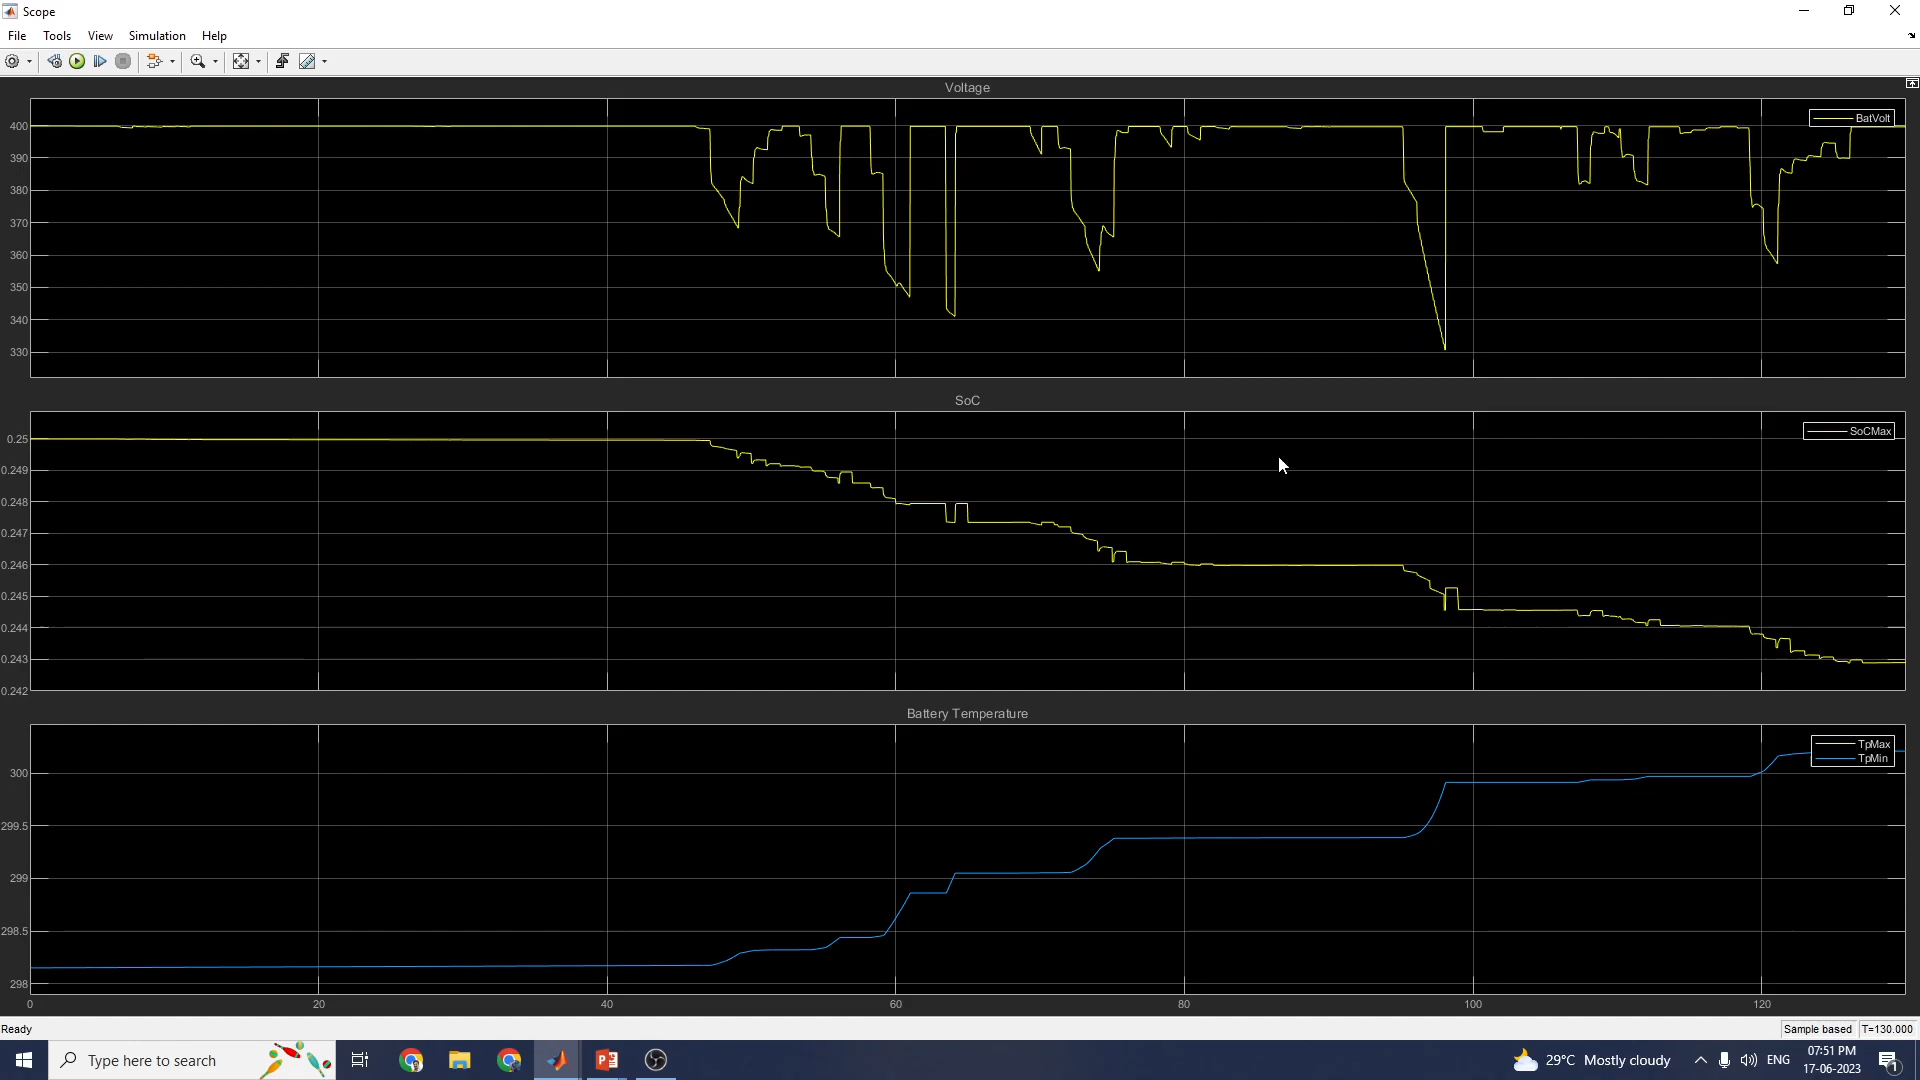 Scope
File Tools View Simulation Help
Voltage
BatVolt
400
390
380
370
360
350
340
330
SoC
SoCMax
0.25
0.249
0.248
0.247
0.246
0.245
0.244
0.243
0.242
Battery Temperature
TpMax
TpMin
300
299.5
299
298.5
298
0 20 40 60 80 100 120
Ready Sample based T=130.000
Type here to search 29°C Mostly cloudy ENG 07:51 PM
17-06-2023 1